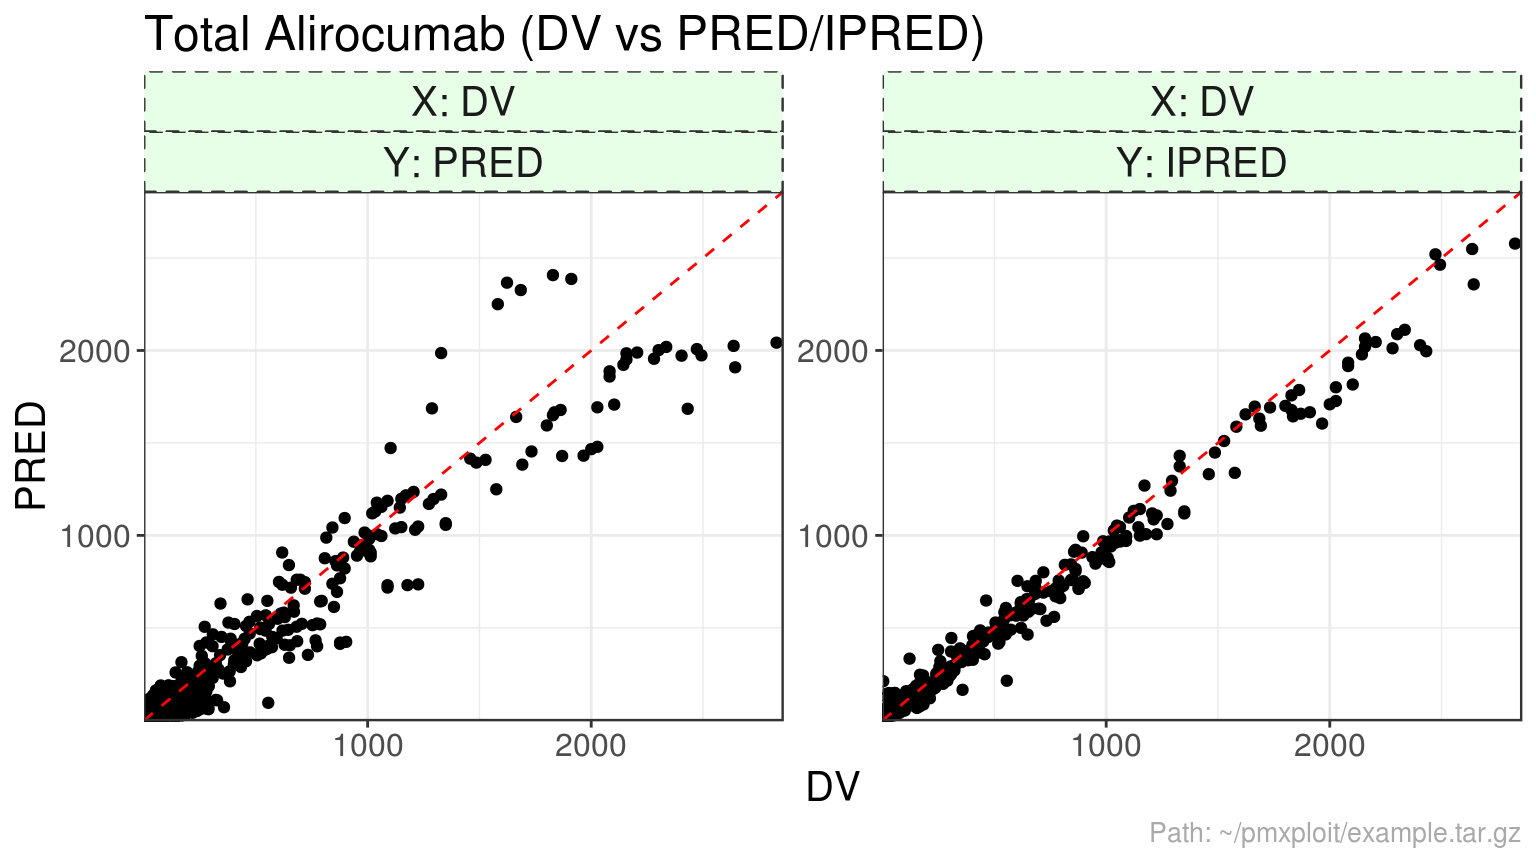 Total Alirocumab (DV vs PRED/IPRED)
X: DV
X: DV
Y: PRED
Y: IPRED
PRED
2000
1000
2000
1000
1000
2000
1000
2000
DV
Path: ~/pmxploit/example.tar.gz